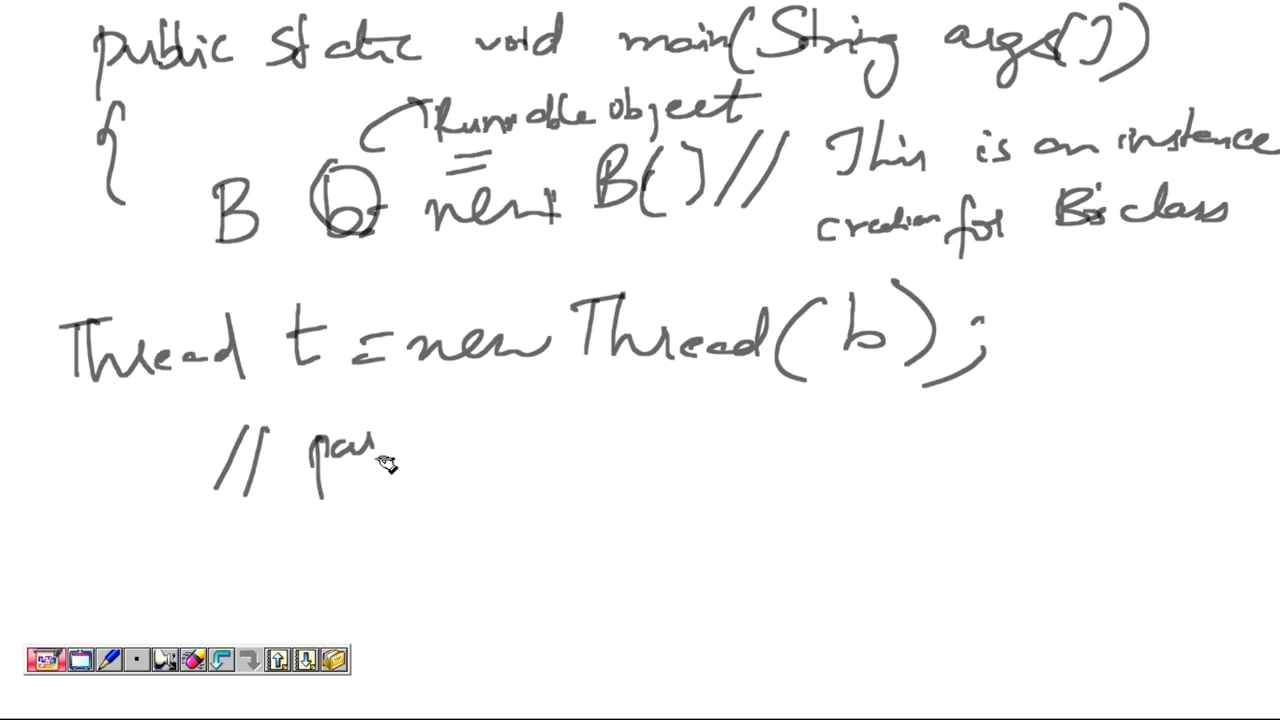 public static void main(String args[])
{
Runnable object
B b = new B() // This is an instance
creation for B's class
Thread t = new Thread(b);
// pas